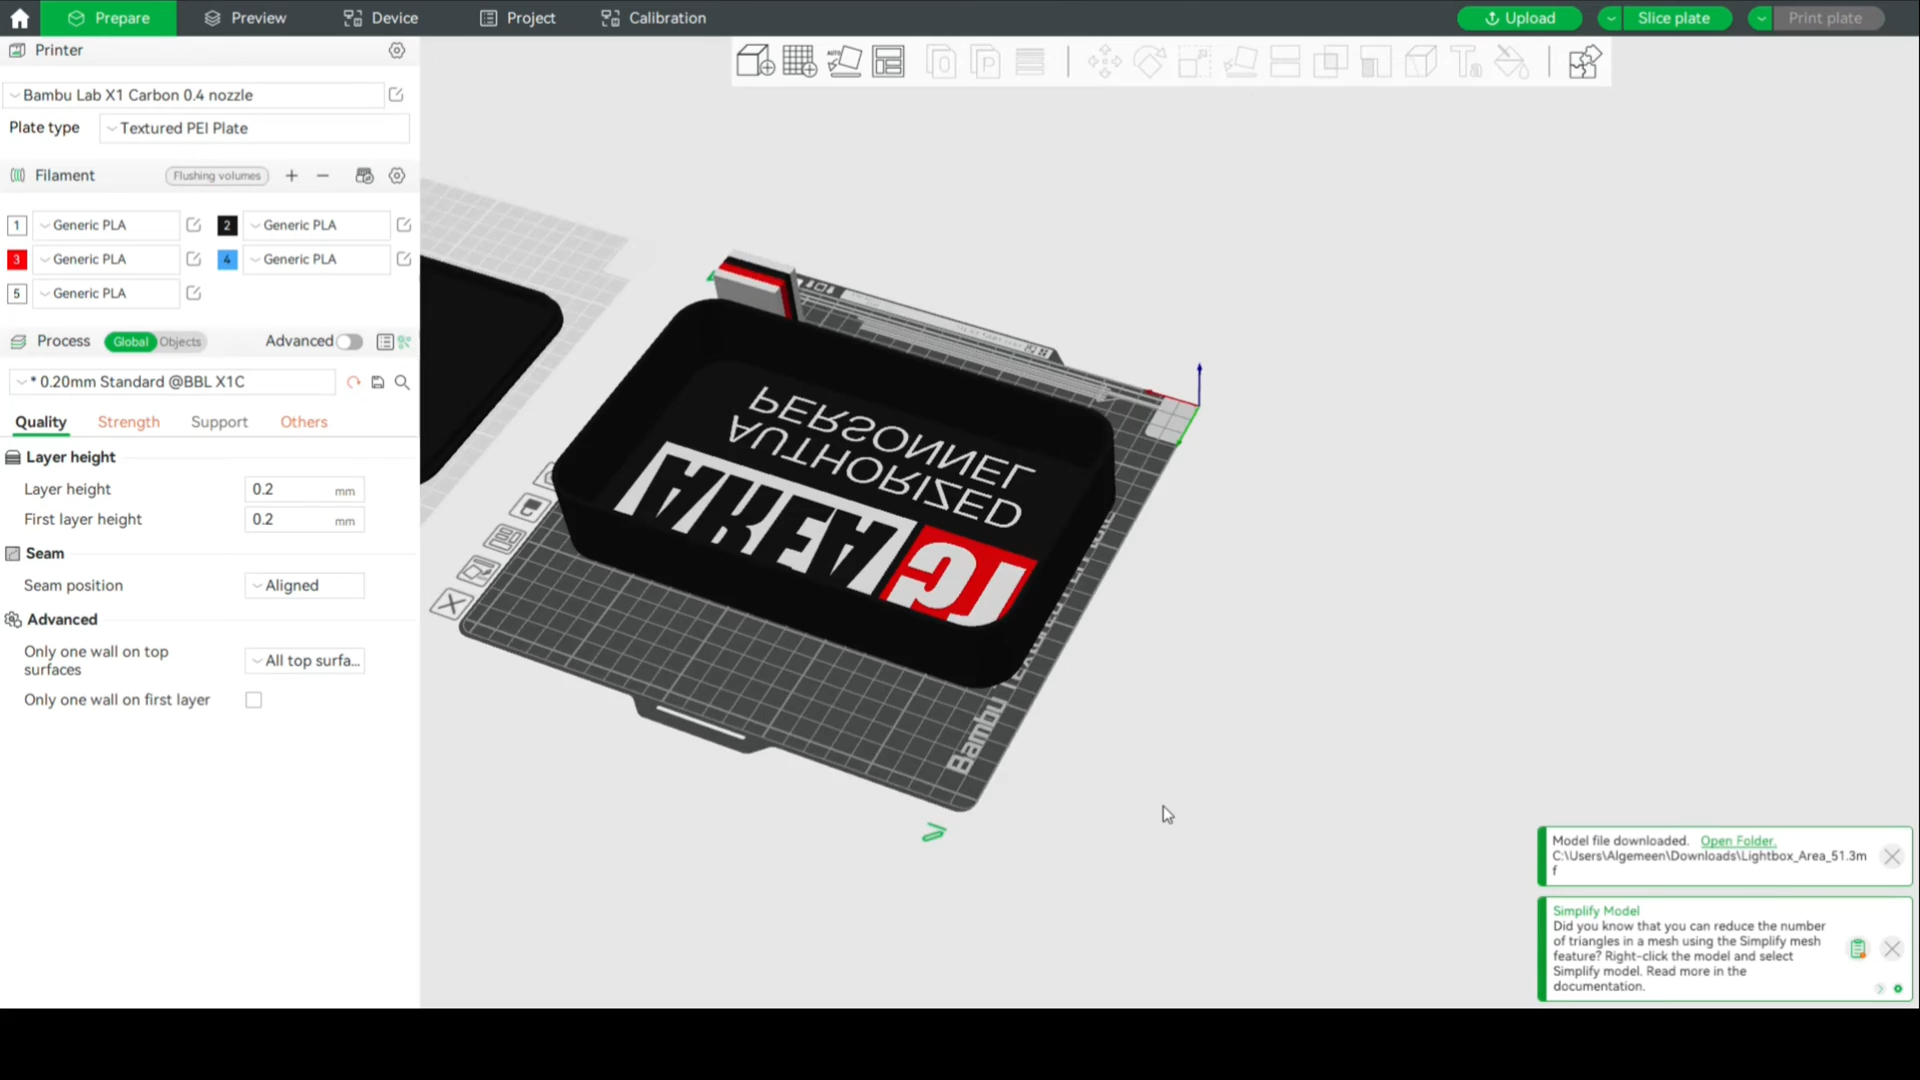 Prepare
Preview
Device
Project
Calibration
Upload
Slice plate
Print plate
Printer
Bambu Lab X1 Carbon 0.4 nozzle
Plate type
Textured PEI Plate
Filament
Flushing volumes
1 Generic PLA
2 Generic PLA
3 Generic PLA
4 Generic PLA
5 Generic PLA
Process
Global
Objects
Advanced
* 0.20mm Standard @BBL X1C
Quality
Strength
Support
Others
Layer height
Layer height 0.2 mm
First layer height 0.2 mm
Seam
Seam position Aligned
Advanced
Only one wall on top
surfaces
All top surfa...
Only one wall on first layer
AUTO
PERSONNEL
AUTHORIZED
AREA
51
Bambu
Model file downloaded. Open Folder.
C:\Users\Algemeen\Downloads\Lightbox_Area_51.3m
f
Simplify Model
Did you know that you can reduce the number
of triangles in a mesh using the Simplify mesh
feature? Right-click the model and select
Simplify model. Read more in the
documentation.